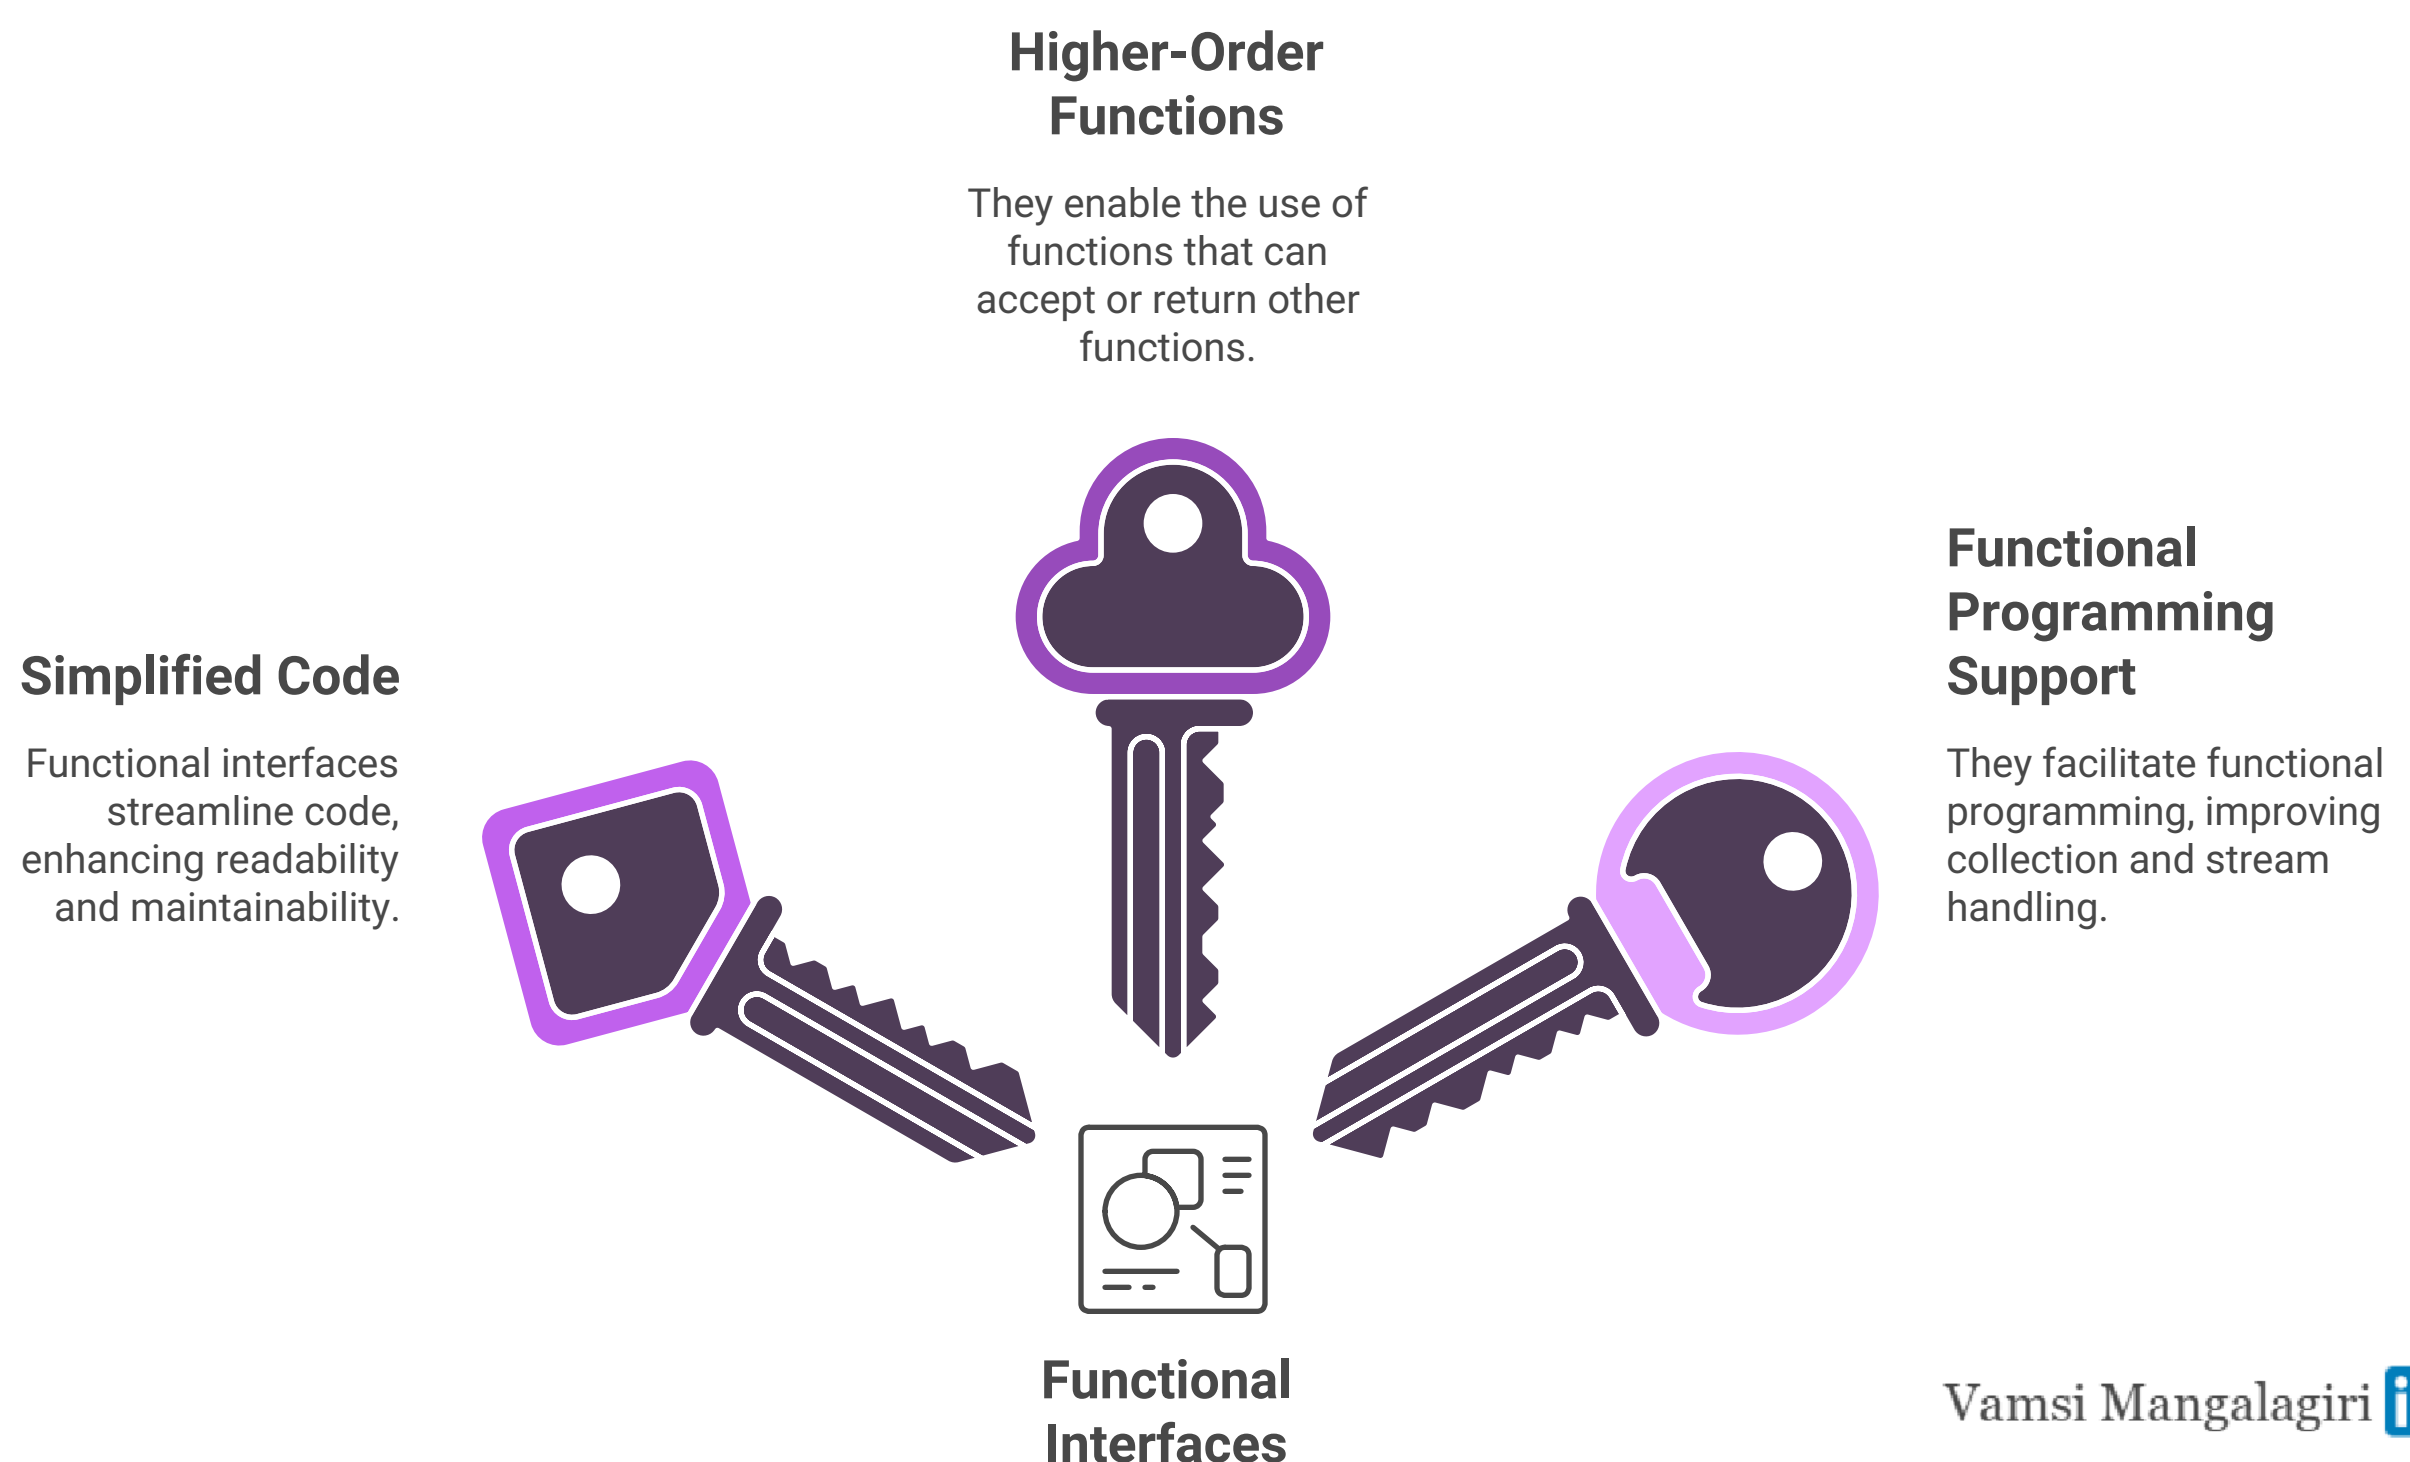 Higher-Order
Functions
They enable the use of
functions that can
accept or return other
functions.
Simplified Code
Functional interfaces
streamline code,
enhancing readability
and maintainability.
Functional
Programming
Support
They facilitate functional
programming, improving
collection and stream
handling.
Functional
Interfaces
Vamsi Mangalagiri